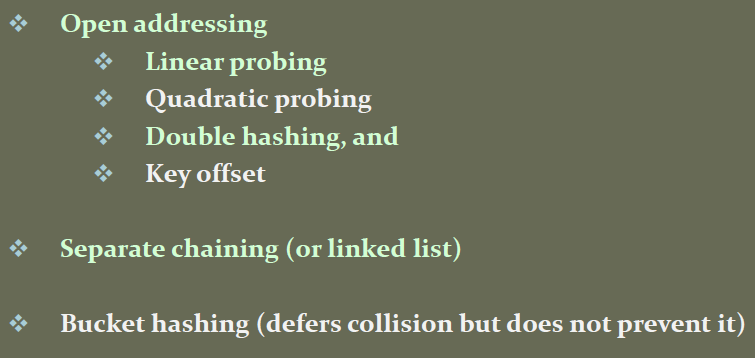 ❖ Open addressing
❖ Linear probing
❖ Quadratic probing
❖ Double hashing, and
❖ Key offset
❖ Separate chaining (or linked list)
❖ Bucket hashing (defers collision but does not prevent it)